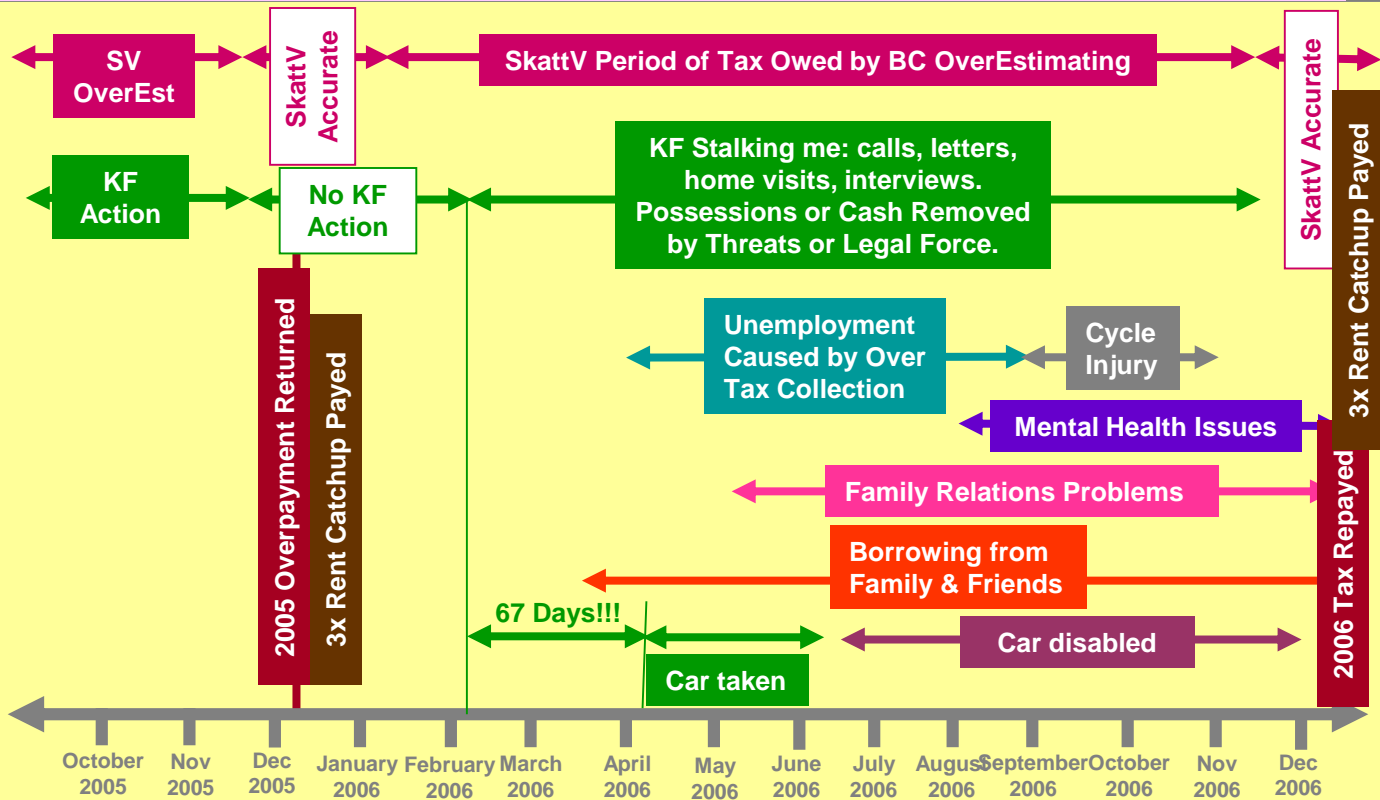 SV
OverEst
SkattV
Accurate
SkattV Period of Tax Owed by BC OverEstimating
SkattV Accurate
KF
Action
No KF
Action
KF Stalking me: calls, letters,
home visits, interviews.
Possessions or Cash Removed
by Threats or Legal Force.
3x Rent Catchup Payed
2005 Overpayment Returned
3x Rent Catchup Payed
Unemployment
Caused by Over
Tax Collection
Cycle
Injury
Mental Health Issues
Family Relations Problems
Borrowing from
Family & Friends
2006 Tax Repayed
67 Days!!!
Car taken
Car disabled
October
2005
Nov
2005
Dec
2005
January
2006
February
2006
March
2006
April
2006
May
2006
June
2006
July
2006
August
2006
September
2006
October
2006
Nov
2006
Dec
2006